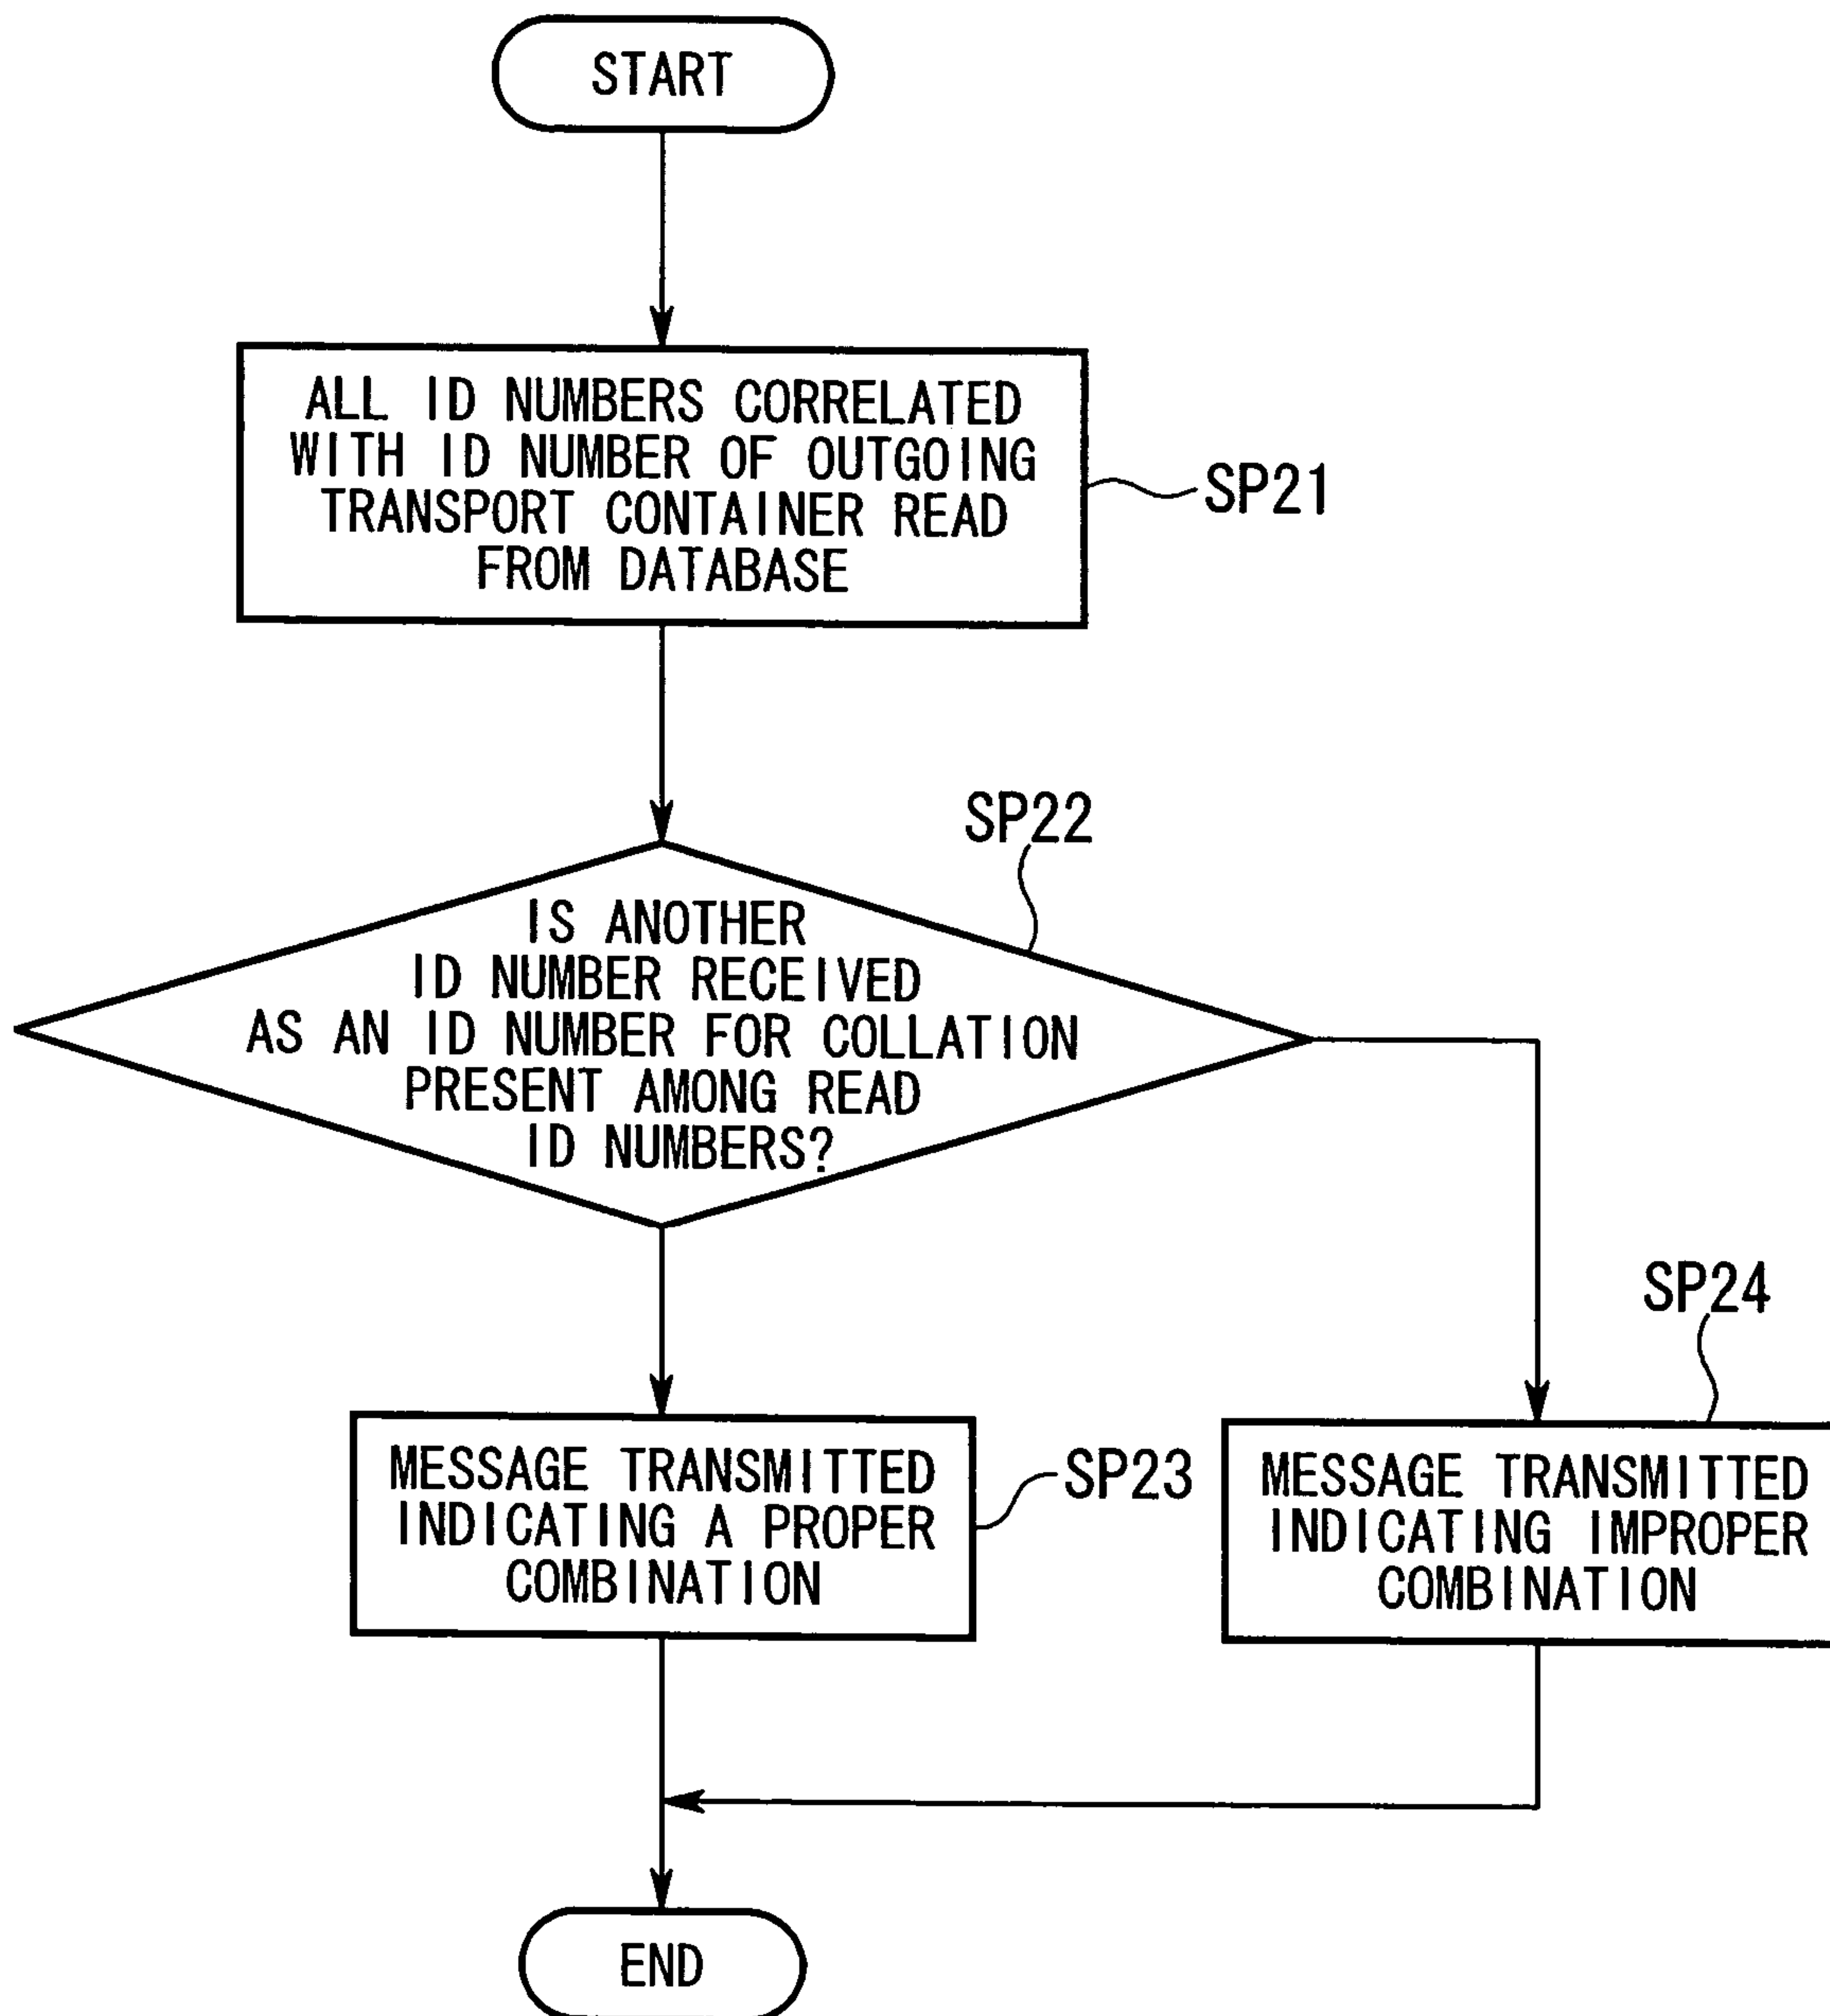 START
ALL ID NUMBERS CORRELATED
WITH ID NUMBER OF OUTGOING
TRANSPORT CONTAINER READ
FROM DATABASE
SP21
SP22
IS ANOTHER
ID NUMBER RECEIVED
AS AN ID NUMBER FOR COLLATION
PRESENT AMONG READ
ID NUMBERS?
MESSAGE TRANSMITTED
INDICATING A PROPER
COMBINATION
SP23
SP24
MESSAGE TRANSMITTED
INDICATING IMPROPER
COMBINATION
END